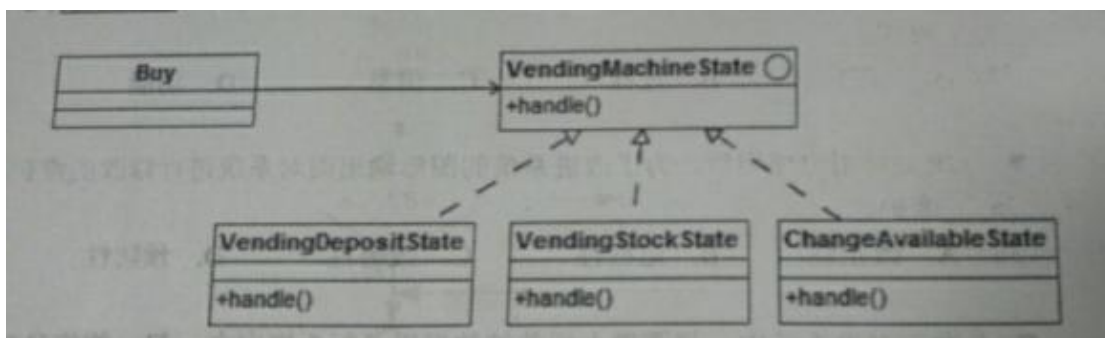 Buy
VendingMachineState
+handle()
VendingDepositState
+handle()
VendingStockState
+handle()
ChangeAvailableState
+handle()